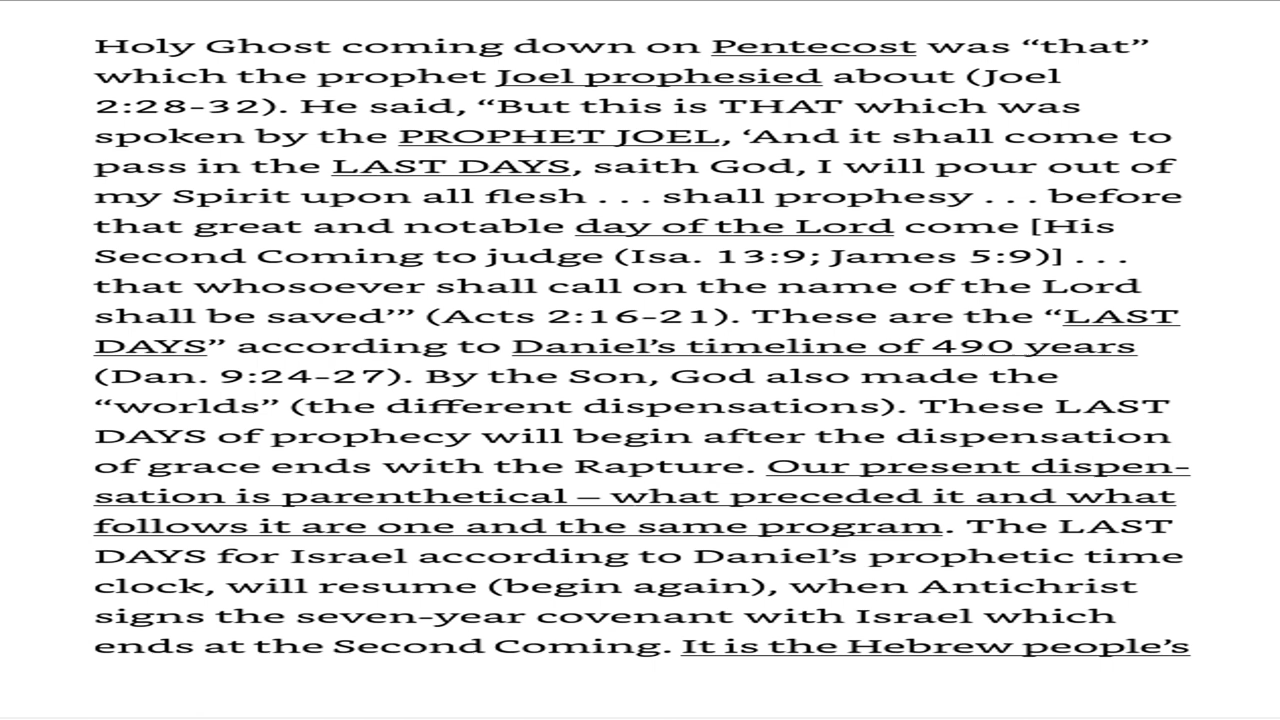 Holy Ghost coming down on Pentecost was “that”
which the prophet Joel prophesied about (Joel
2:28-32). He said, “But this is THAT which was
spoken by the PROPHET JOEL, ‘And it shall come to
pass in the LAST DAYS, saith God, I will pour out of
my Spirit upon all flesh . . . shall prophesy . . . before
that great and notable day of the Lord come [His
Second Coming to judge (Isa. 13:9; James 5:9)] . . .
that whosoever shall call on the name of the Lord
shall be saved’” (Acts 2:16-21). These are the “LAST
DAYS” according to Daniel’s timeline of 490 years
(Dan. 9:24-27). By the Son, God also made the
“worlds” (the different dispensations). These LAST
DAYS of prophecy will begin after the dispensation
of grace ends with the Rapture. Our present dispen-
sation is parenthetical – what preceded it and what
follows it are one and the same program. The LAST
DAYS for Israel according to Daniel’s prophetic time
clock, will resume (begin again), when Antichrist
signs the seven-year covenant with Israel which
ends at the Second Coming. It is the Hebrew people’s